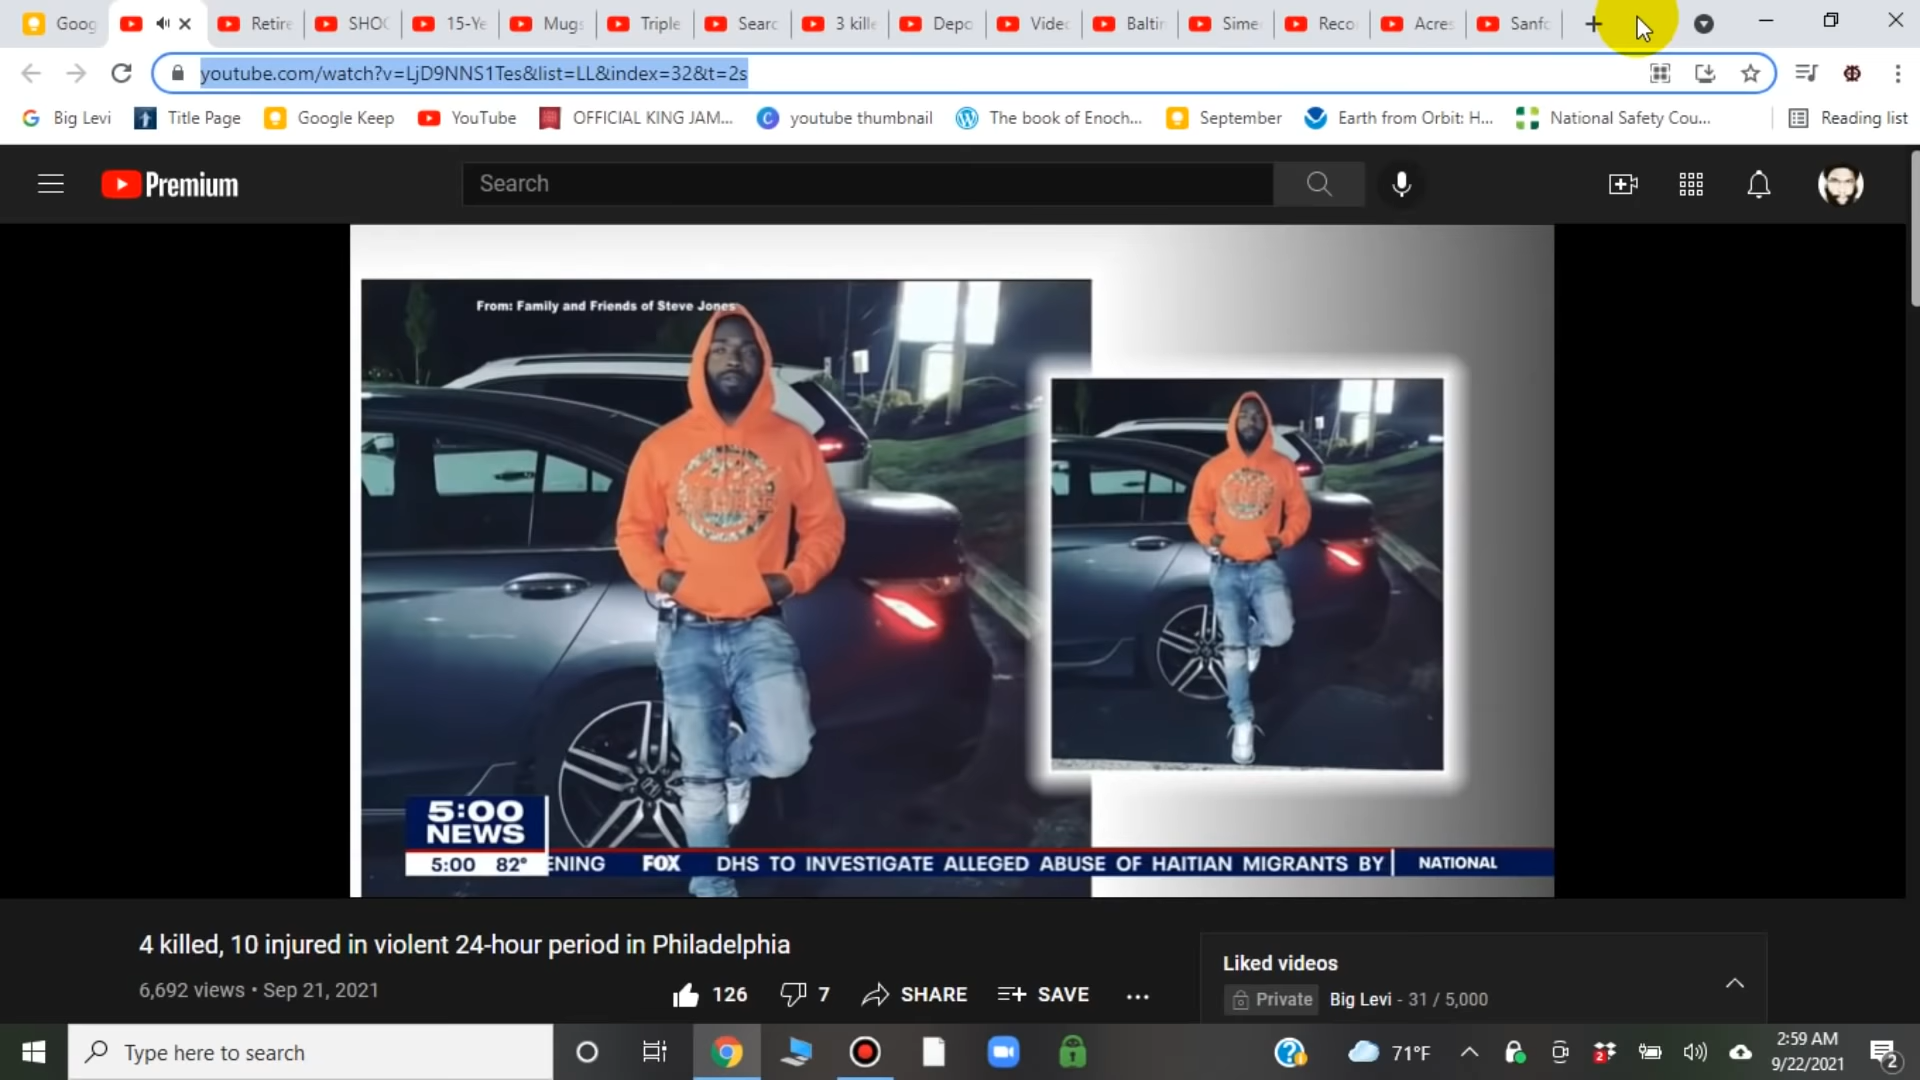 Goog
Retire
SHOC
15-Ye
Mugs
Triple
Searc
3 kille
Depo
Video
Baltin
Sime
Reco
Acres
Sanfo
youtube.com/watch?v=LjD9NNS1Tes&list=LL&index=32&t=2s
Big Levi
Title Page
Google Keep
YouTube
OFFICIAL KING JAM...
youtube thumbnail
The book of Enoch...
September
Earth from Orbit: H...
National Safety Cou...
Reading list
Premium
Search
From: Family and Friends of Steve Jones
5:00
NEWS
5:00 82°
ENING FOX DHS TO INVESTIGATE ALLEGED ABUSE OF HAITIAN MIGRANTS BY
NATIONAL
4 killed, 10 injured in violent 24-hour period in Philadelphia
6,692 views • Sep 21, 2021
126
7
SHARE
SAVE
Liked videos
Private
Big Levi - 31 / 5,000
Type here to search
71°F
2:59 AM
9/22/2021
2